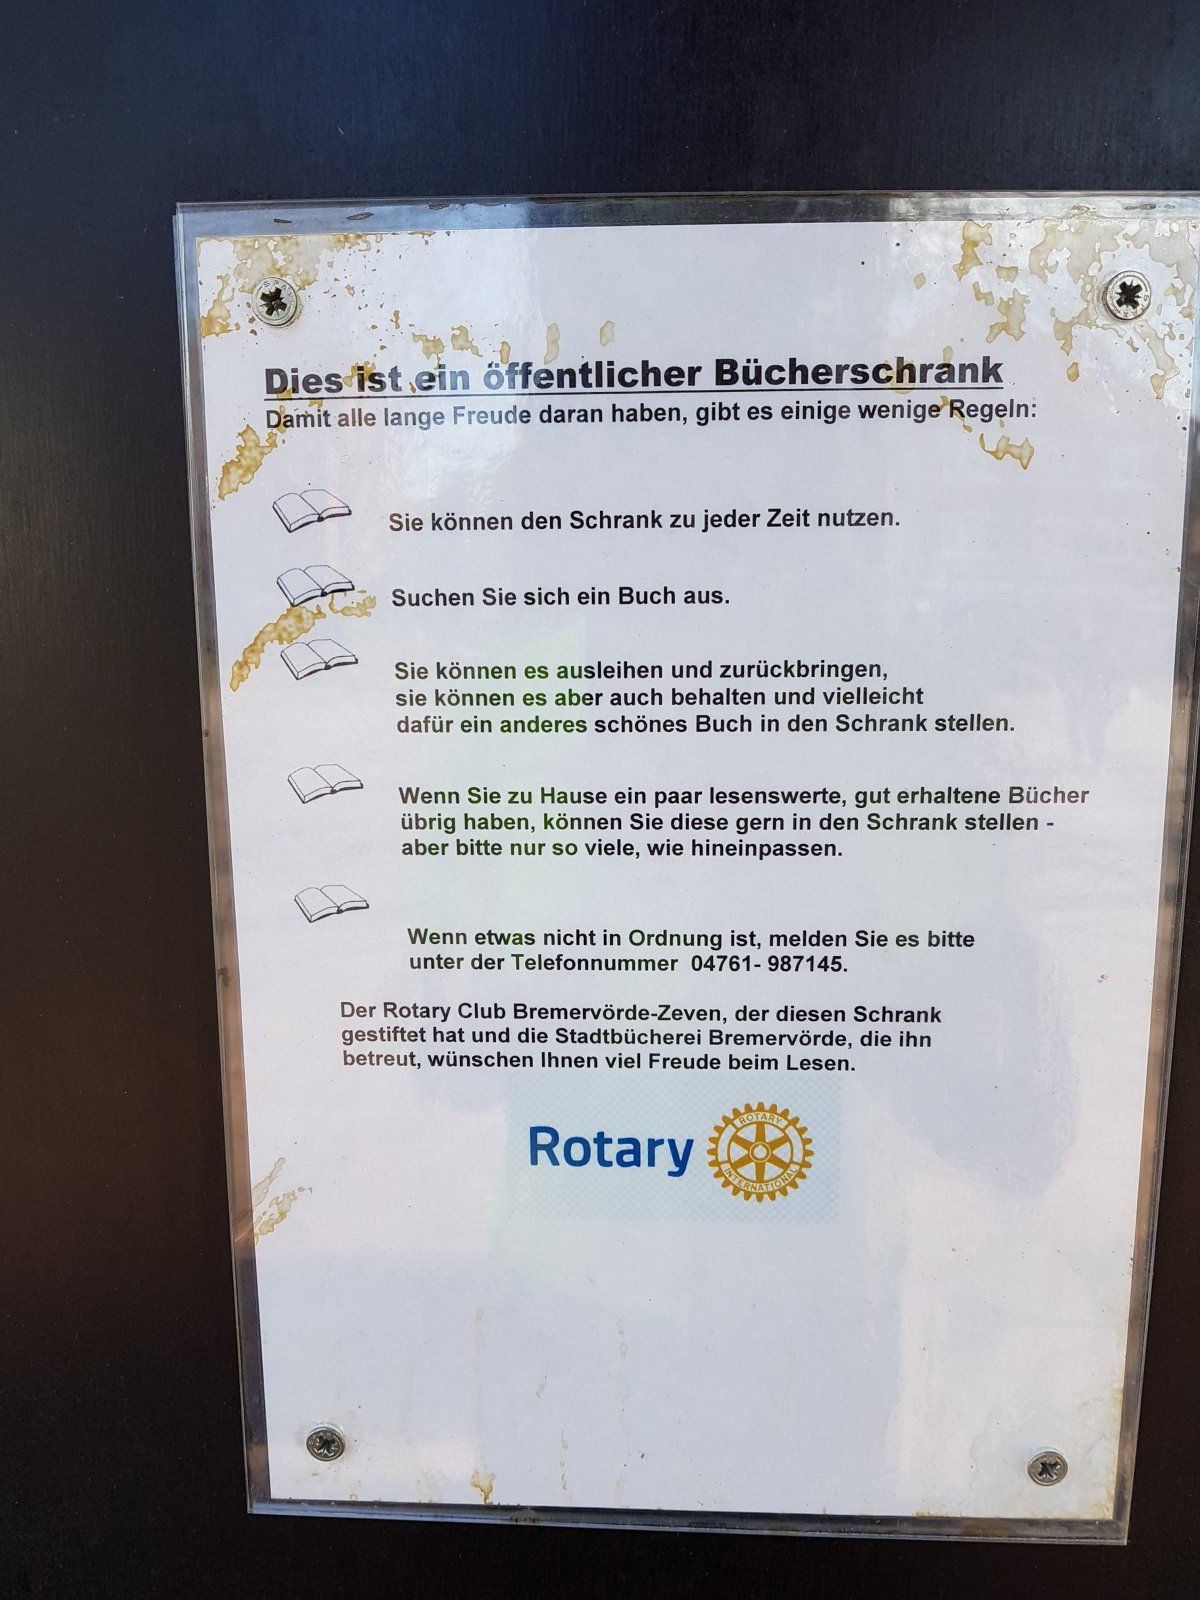 Dies ist ein öffentlicher Bücherschrank
Damit alle lange Freude daran haben, gibt es einige wenige Regeln:
Sie können den Schrank zu jeder Zeit nutzen.
Suchen Sie sich ein Buch aus.
Sie können es ausleihen und zurückbringen,
sie können es aber auch behalten und vielleicht
dafür ein anderes schönes Buch in den Schrank stellen.
Wenn Sie zu Hause ein paar lesenswerte, gut erhaltene Bücher
übrig haben, können Sie diese gern in den Schrank stellen -
aber bitte nur so viele, wie hineinpassen.
Wenn etwas nicht in Ordnung ist, melden Sie es bitte
unter der Telefonnummer 04761- 987145.
Der Rotary Club Bremervörde-Zeven, der diesen Schrank
gestiftet hat und die Stadtbücherei Bremervörde, die ihn
betreut, wünschen Ihnen viel Freude beim Lesen.
Rotary
ROTARY
INTERNATIONAL